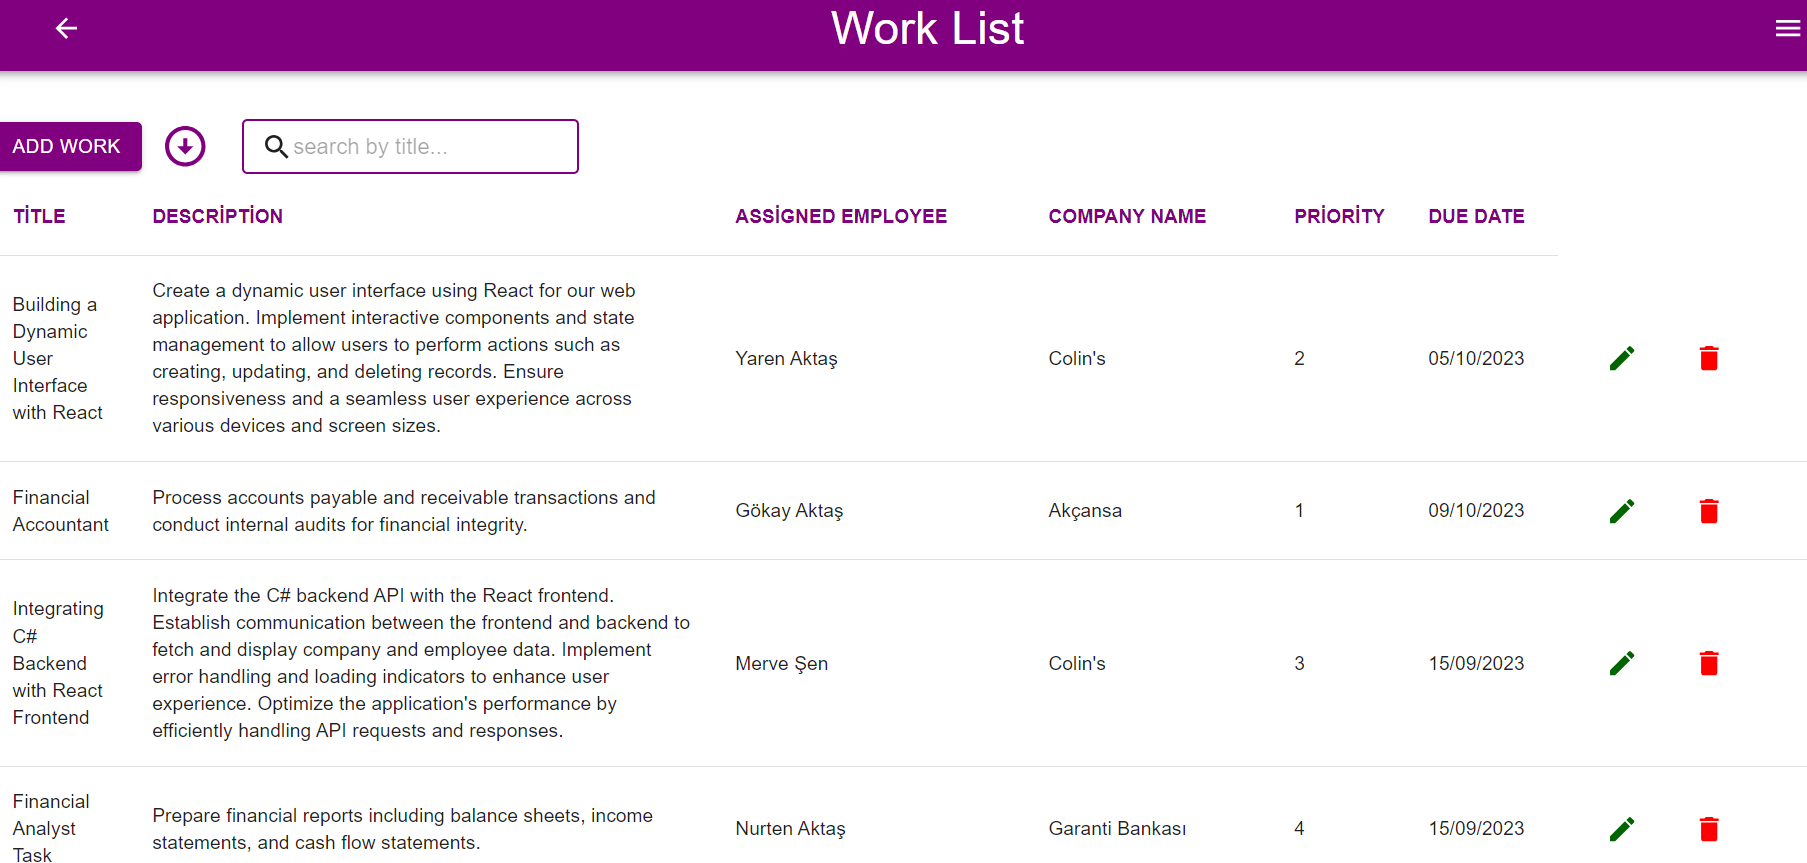 Work List
ADD WORK
search by title...
TİTLE DESCRİPTİON ASSİGNED EMPLOYEE COMPANY NAME PRİORİTY DUE DATE
Building a
Dynamic
User
Interface
with React
Create a dynamic user interface using React for our web
application. Implement interactive components and state
management to allow users to perform actions such as
creating, updating, and deleting records. Ensure
responsiveness and a seamless user experience across
various devices and screen sizes.
Yaren Aktaş
Colin's
2
05/10/2023
Financial
Accountant
Process accounts payable and receivable transactions and
conduct internal audits for financial integrity.
Gökay Aktaş
Akçansa
1
09/10/2023
Integrating
C#
Backend
with React
Frontend
Integrate the C# backend API with the React frontend.
Establish communication between the frontend and backend to
fetch and display company and employee data. Implement
error handling and loading indicators to enhance user
experience. Optimize the application's performance by
efficiently handling API requests and responses.
Merve Şen
Colin's
3
15/09/2023
Financial
Analyst
Task
Prepare financial reports including balance sheets, income
statements, and cash flow statements.
Nurten Aktaş
Garanti Bankası
4
15/09/2023